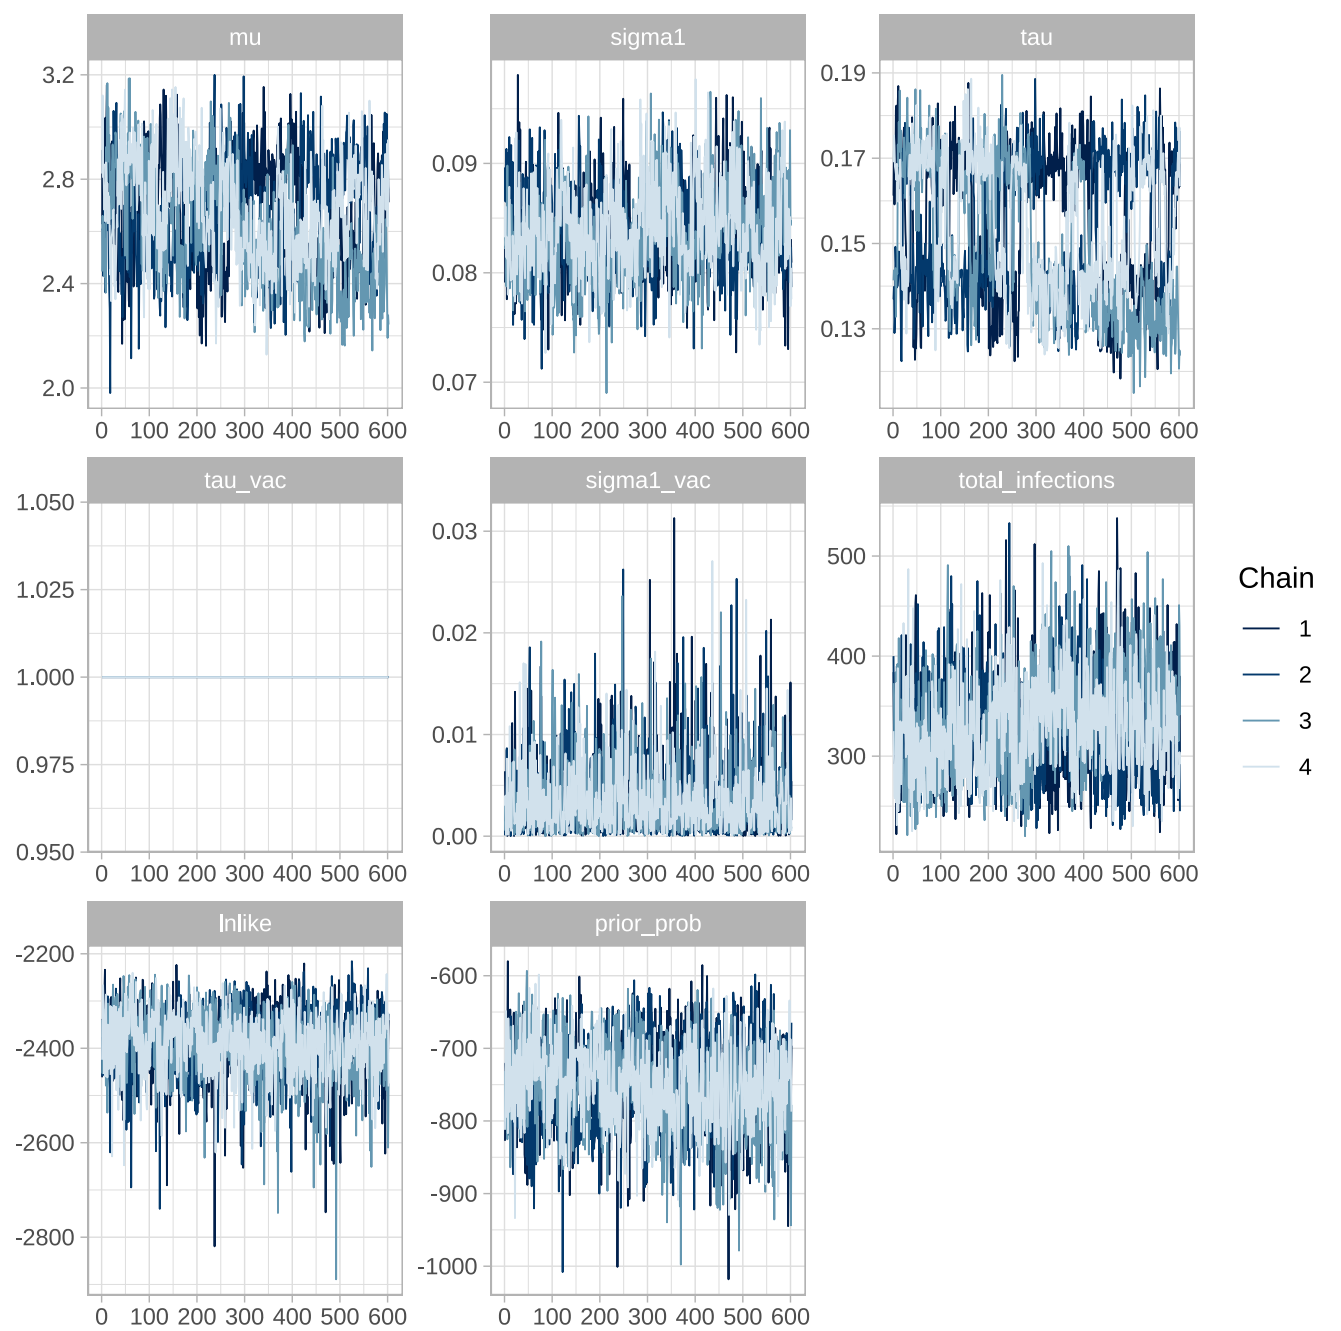 mu
sigma1
tau
3.2
2.8
2.4
2.0
0.09
0.08
0.07
0.19
0.17
0.15
0.13
0 100 200 300 400 500 600
0 100 200 300 400 500 600
0 100 200 300 400 500 600
tau_vac
sigma1_vac
total_infections
1.050
1.025
1.000
0.975
0.950
0.03
0.02
0.01
0.00
500
400
300
0 100 200 300 400 500 600
0 100 200 300 400 500 600
0 100 200 300 400 500 600
Chain
1
2
3
4
lnlike
prior_prob
-2200
-2400
-2600
-2800
-600
-700
-800
-900
-1000
0 100 200 300 400 500 600
0 100 200 300 400 500 600